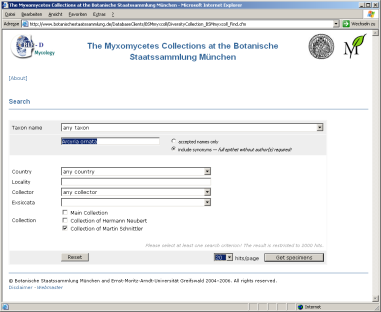 The Myxomycetes Collections at the Botanische Staatssammlung München - Microsoft Internet Explorer
Datei Bearbeiten Ansicht Favoriten Extras ?
Adresse http://www.botanischestaatssammlung.de/DatabaseClients/BSMmyxcoll/DiversityCollection_BSMmyxcoll_Find.cfm Wechseln zu
- D
Mycology
The Myxomycetes Collections at the Botanische
Staatssammlung München
[About]
Search
Taxon name any taxon
Arcyria ornata
accepted names only
include synonyms — full epithet without author(s) required!
Country any country
Locality
Collector any collector
Exsiccata
Collection
Main Collection
Collection of Hermann Neubert
Collection of Martin Schnittler
Please select at least one search criterion! The result is restricted to 2000 hits.
Reset 20 hits/page Get specimens
© Botanische Staatssammlung München and Ernst-Moritz-Arndt-Universität Greifswald 2004–2006. All rights reserved.
Disclaimer - Webmaster
Internet